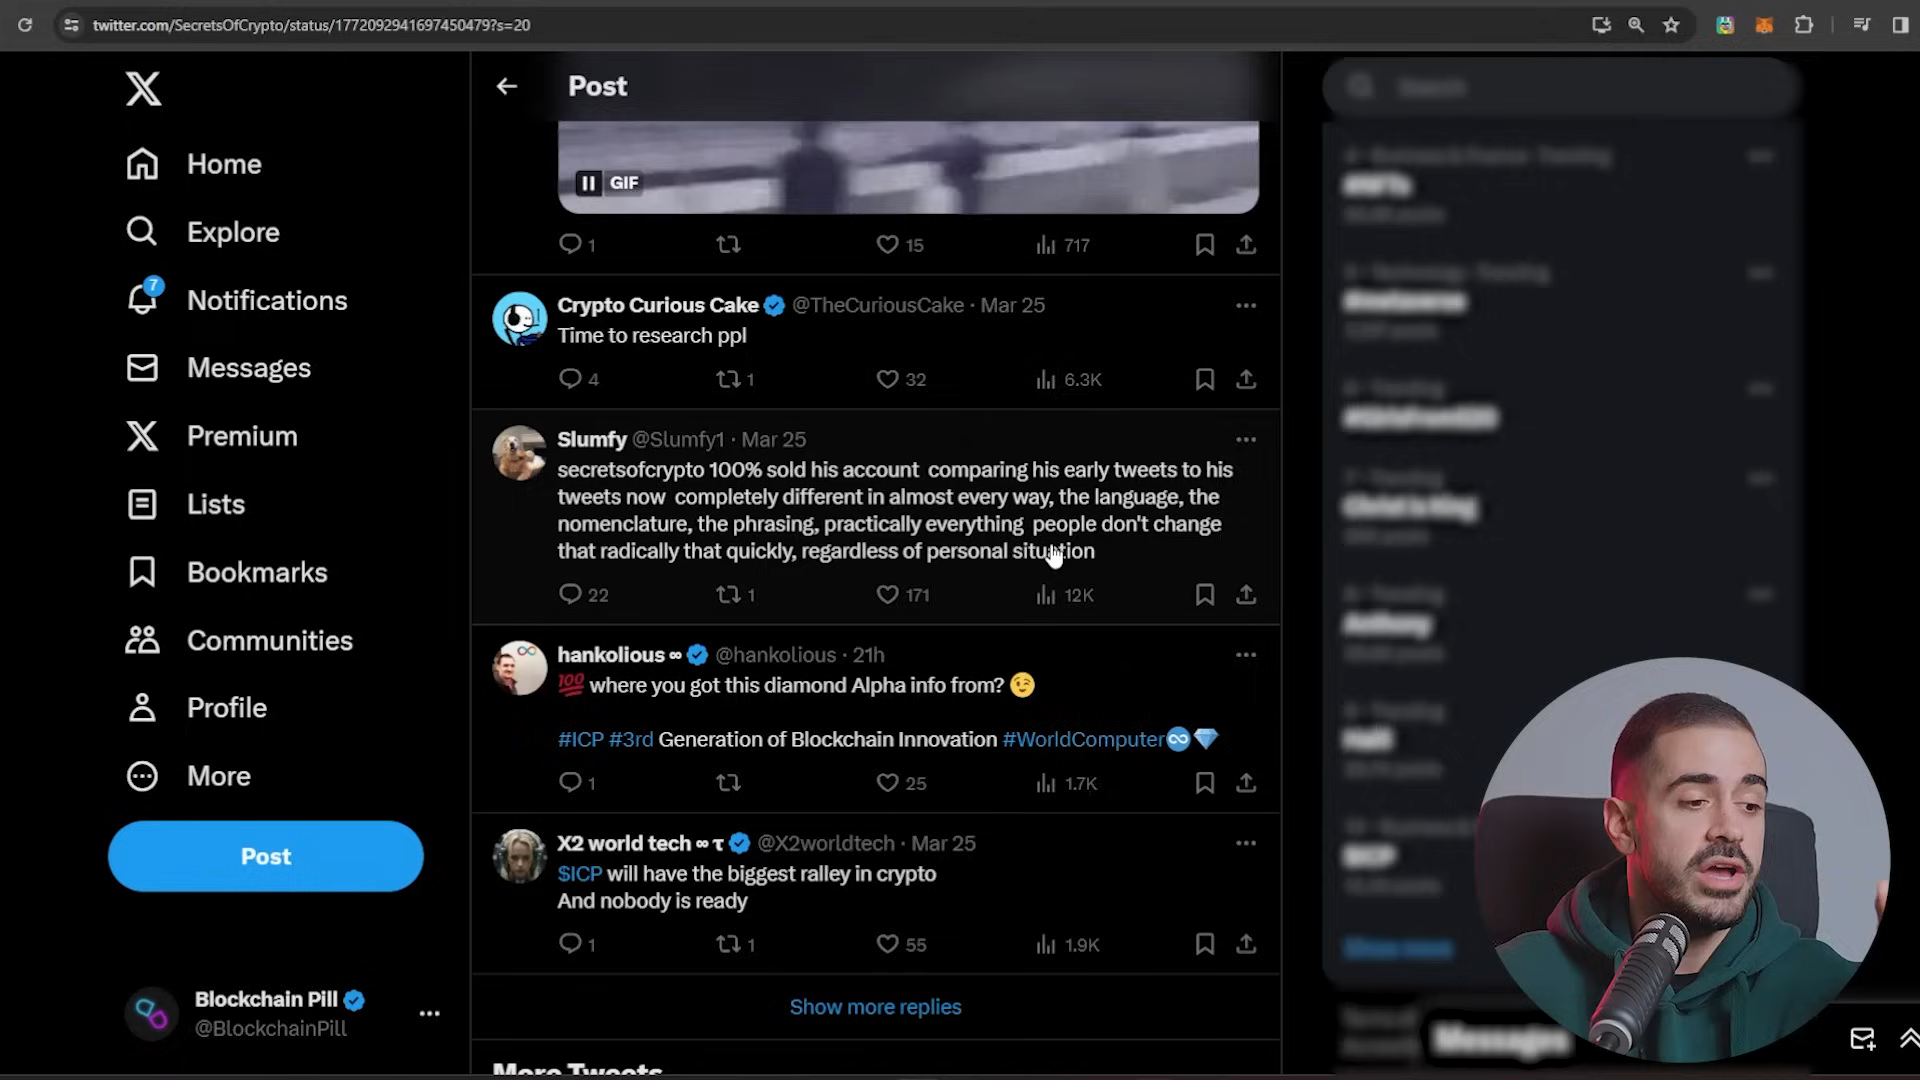 twitter.com/SecretsOfCrypto/status/1772092941697450479?s=20
Home
Explore
7
Notifications
Messages
Premium
Lists
Bookmarks
Communities
Profile
More
Post
Blockchain Pill
@BlockchainPill
Post
GIF
1
15
717
Crypto Curious Cake @TheCuriousCake · Mar 25
Time to research ppl
4
1
32
6.3K
Slumfy @Slumfy1 · Mar 25
secretsofcrypto 100% sold his account comparing his early tweets to his
tweets now completely different in almost every way, the language, the
nomenclature, the phrasing, practically everything people don't change
that radically that quickly, regardless of personal situation
22
1
171
12K
hankolious ∞ @hankolious · 21h
💯 where you got this diamond Alpha info from? 😉
#ICP #3rd Generation of Blockchain Innovation #WorldComputer♾️💎
1
25
1.7K
X2 world tech ∞ τ @X2worldtech · Mar 25
$ICP will have the biggest ralley in crypto
And nobody is ready
1
1
55
1.9K
Show more replies
More Tweets
Search
Show more
Messages